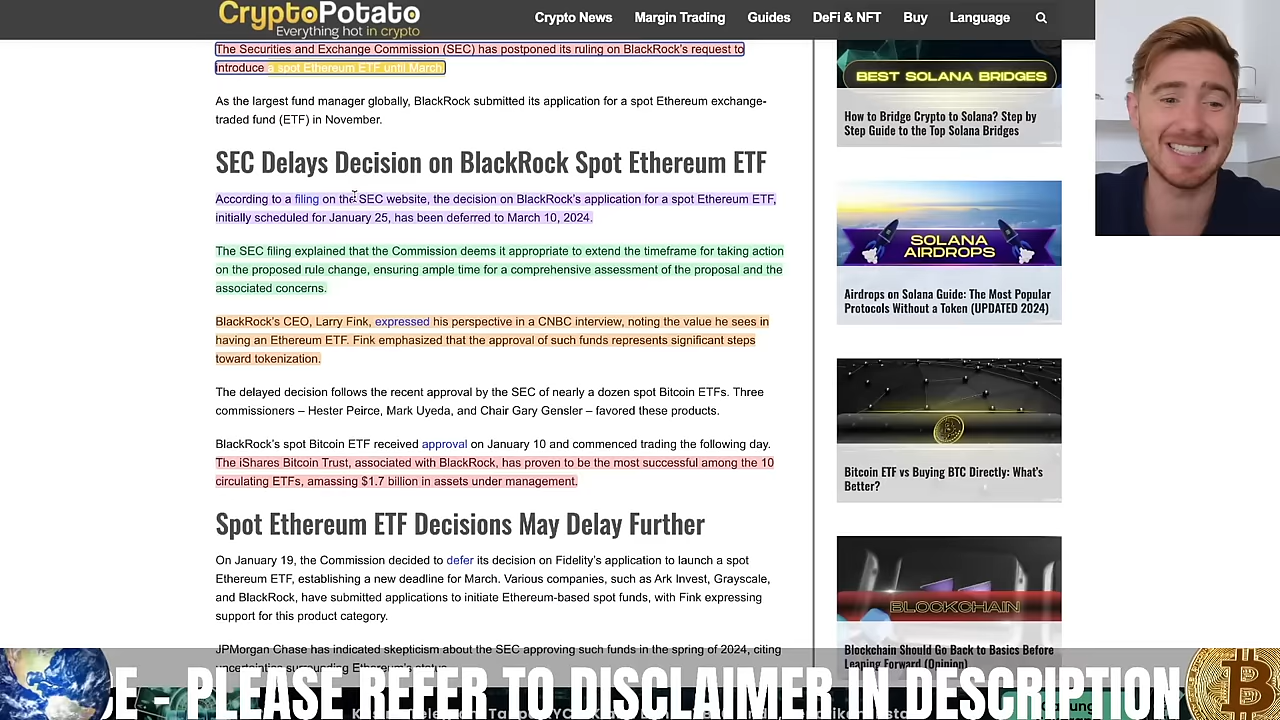 CryptoPotato
Everything hot in crypto
Crypto News
Margin Trading
Guides
DeFi & NFT
Buy
Language
The Securities and Exchange Commission (SEC) has postponed its ruling on BlackRock's request to
introduce a spot Ethereum ETF until March.
As the largest fund manager globally, BlackRock submitted its application for a spot Ethereum exchange-
traded fund (ETF) in November.
SEC Delays Decision on BlackRock Spot Ethereum ETF
According to a filing on the SEC website, the decision on BlackRock's application for a spot Ethereum ETF,
initially scheduled for January 25, has been deferred to March 10, 2024.
The SEC filing explained that the Commission deems it appropriate to extend the timeframe for taking action
on the proposed rule change, ensuring ample time for a comprehensive assessment of the proposal and the
associated concerns.
BlackRock's CEO, Larry Fink, expressed his perspective in a CNBC interview, noting the value he sees in
having an Ethereum ETF. Fink emphasized that the approval of such funds represents significant steps
toward tokenization.
The delayed decision follows the recent approval by the SEC of nearly a dozen spot Bitcoin ETFs. Three
commissioners – Hester Peirce, Mark Uyeda, and Chair Gary Gensler – favored these products.
BlackRock's spot Bitcoin ETF received approval on January 10 and commenced trading the following day.
The iShares Bitcoin Trust, associated with BlackRock, has proven to be the most successful among the 10
circulating ETFs, amassing $1.7 billion in assets under management.
Spot Ethereum ETF Decisions May Delay Further
On January 19, the Commission decided to defer its decision on Fidelity's application to launch a spot
Ethereum ETF, establishing a new deadline for March. Various companies, such as Ark Invest, Grayscale,
and BlackRock, have submitted applications to initiate Ethereum-based spot funds, with Fink expressing
support for this product category.
JPMorgan Chase has indicated skepticism about the SEC approving such funds in the spring of 2024, citing
uncertainties surrounding Ethereum's status.
BEST SOLANA BRIDGES
How to Bridge Crypto to Solana? Step by
Step Guide to the Top Solana Bridges
SOLANA
AIRDROPS
Airdrops on Solana Guide: The Most Popular
Protocols Without a Token (UPDATED 2024)
Bitcoin ETF vs Buying BTC Directly: What's
Better?
BLOCKCHAIN
Blockchain Should Go Back to Basics Before
Leaping Forward (Opinion)
E - PLEASE REFER TO DISCLAIMER IN DESCRIPTION